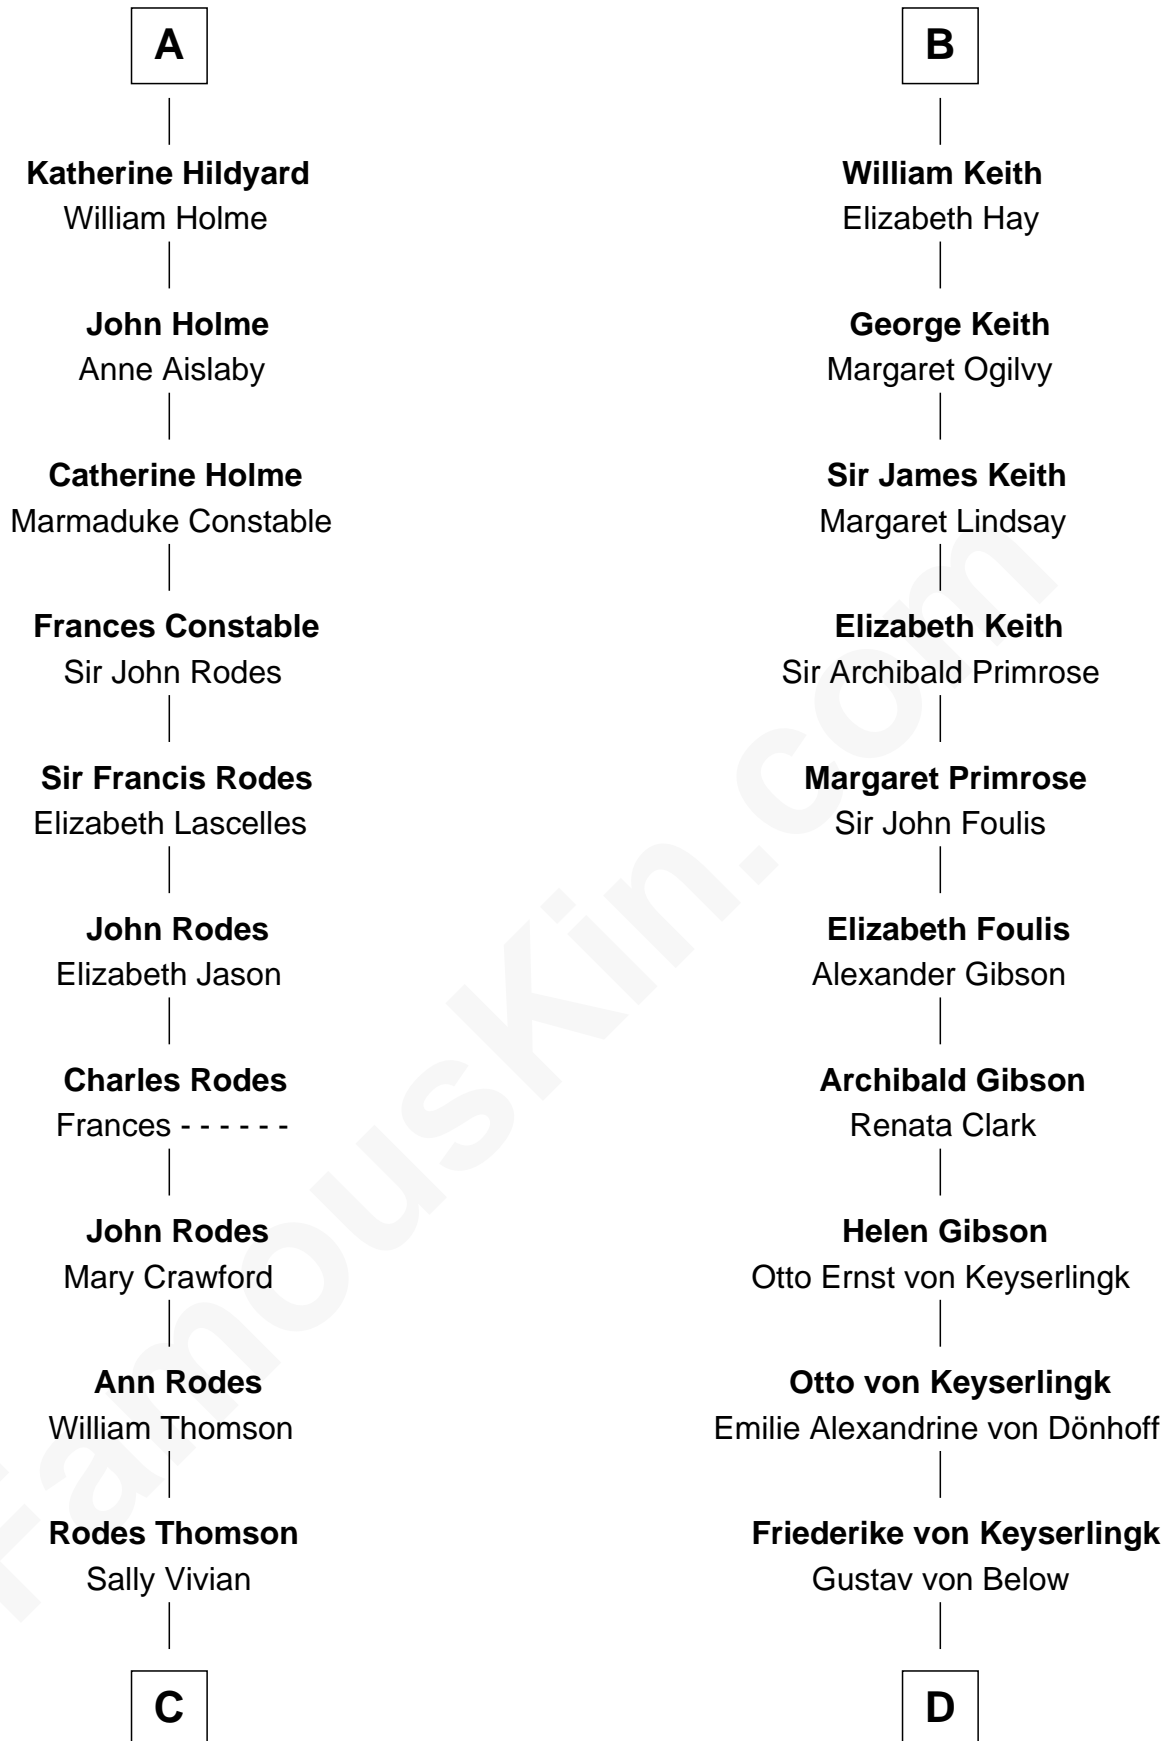 A
Katherine Hildyard
William Holme
John Holme
Anne Aislaby
Catherine Holme
Marmaduke Constable
Frances Constable
Sir John Rodes
Sir Francis Rodes
Elizabeth Lascelles
John Rodes
Elizabeth Jason
Charles Rodes
Frances - - - - - -
John Rodes
Mary Crawford
Ann Rodes
William Thomson
Rodes Thomson
Sally Vivian
C
B
William Keith
Elizabeth Hay
George Keith
Margaret Ogilvy
Sir James Keith
Margaret Lindsay
Elizabeth Keith
Sir Archibald Primrose
Margaret Primrose
Sir John Foulis
Elizabeth Foulis
Alexander Gibson
Archibald Gibson
Renata Clark
Helen Gibson
Otto Ernst von Keyserlingk
Otto von Keyserlingk
Emilie Alexandrine von Dönhoff
Friederike von Keyserlingk
Gustav von Below
D
FamousKin.com